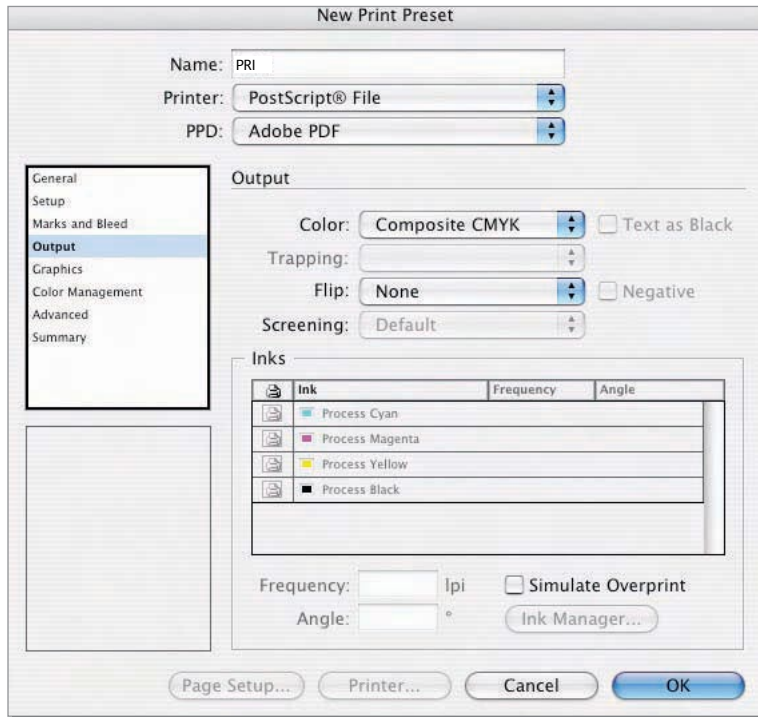 New Print Preset
Name: PRI
Printer: PostScript® File
PPD: Adobe PDF
General
Setup
Marks and Bleed
Output
Graphics
Color Management
Advanced
Summary
Output
Color: Composite CMYK Text as Black
Trapping:
Flip: None Negative
Screening: Default
Inks
Ink Frequency Angle
Process Cyan
Process Magenta
Process Yellow
Process Black
Frequency: lpi Simulate Overprint
Angle: ° Ink Manager...
Page Setup... Printer... Cancel OK